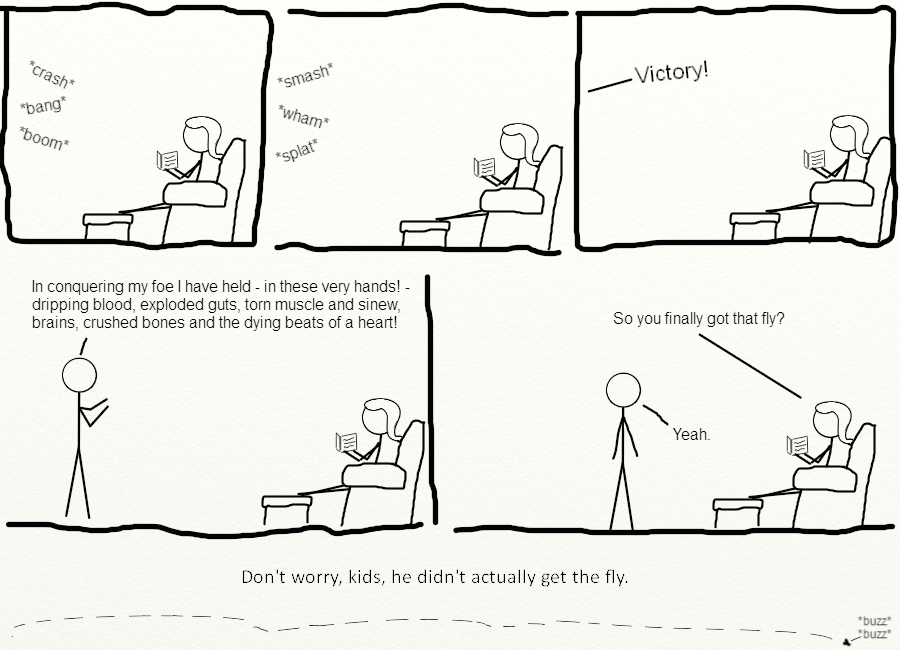 *crash*
*bang*
*boom*
*smash*
*wham*
*splat*
Victory!
In conquering my foe I have held - in these very hands! -
dripping blood, exploded guts, torn muscle and sinew,
brains, crushed bones and the dying beats of a heart!
So you finally got that fly?
Yeah.
Don't worry, kids, he didn't actually get the fly.
*buzz*
*buzz*